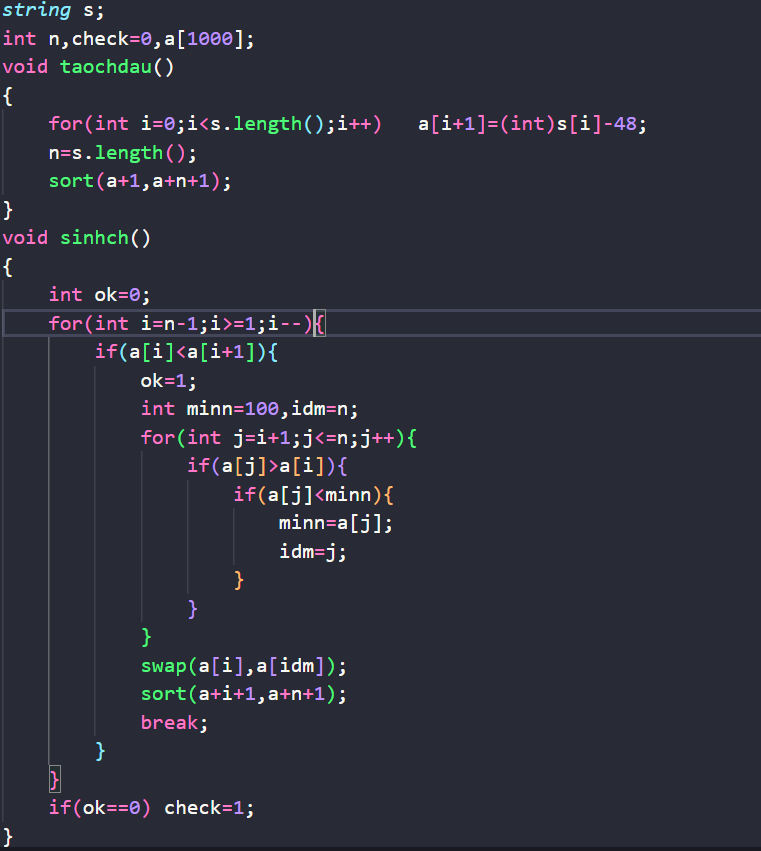 string s;
int n,check=0,a[1000];
void taochdau()
{
    for(int i=0;i<s.length();i++)   a[i+1]=(int)s[i]-48;
    n=s.length();
    sort(a+1,a+n+1);
}
void sinhch()
{
    int ok=0;
    for(int i=n-1;i>=1;i--){
        if(a[i]<a[i+1]){
            ok=1;
            int minn=100,idm=n;
            for(int j=i+1;j<=n;j++){
                if(a[j]>a[i]){
                    if(a[j]<minn){
                        minn=a[j];
                        idm=j;
                    }
                }
            }
            swap(a[i],a[idm]);
            sort(a+i+1,a+n+1);
            break;
        }
    }
    if(ok==0) check=1;
}